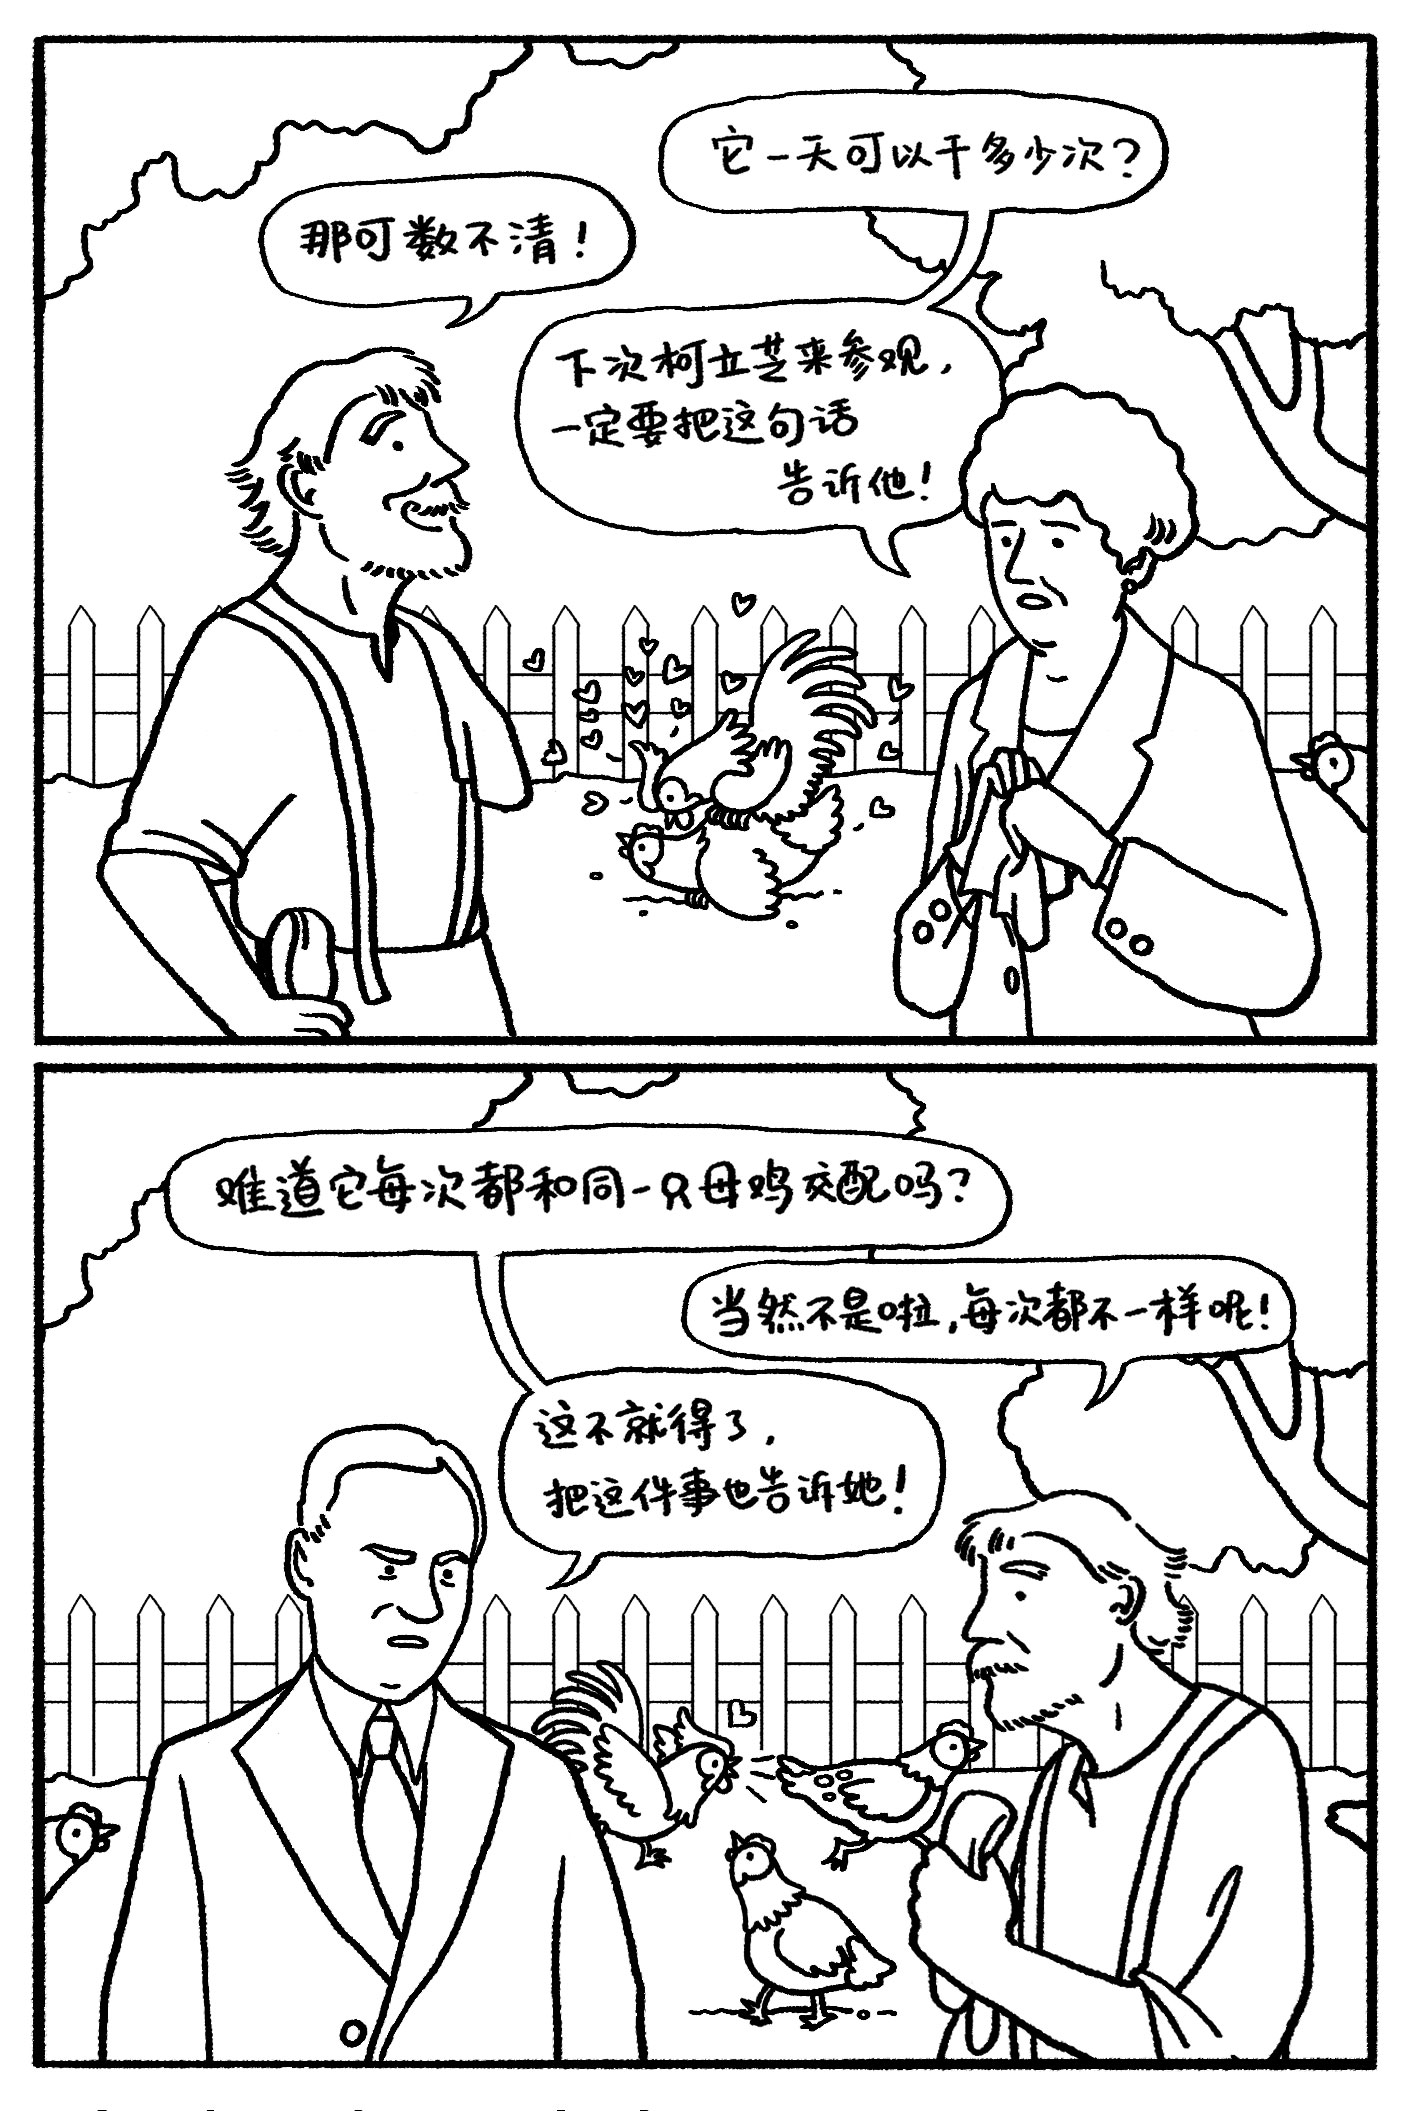 它一天可以干多少次?
那可数不清!
下次柯立芝来参观,
一定要把这句话
告诉他!
难道它每次都和同一只母鸡交配吗?
当然不是啦,每次都不一样呢!
这不就得了,
把这件事也告诉她!